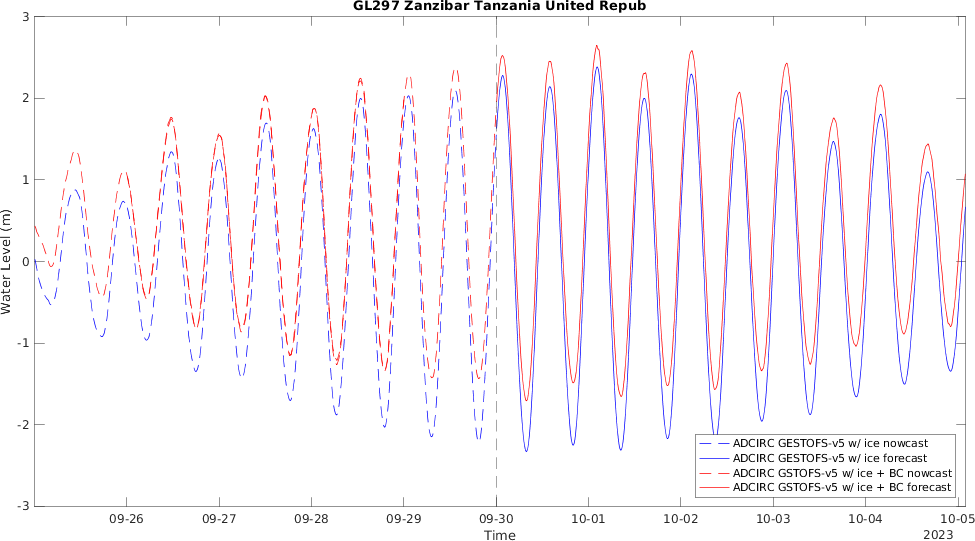 GL297 Zanzibar Tanzania United Repub
3
2
1
0
-1
-2
-3
Water Level (m)
ADCIRC GESTOFS-v5 w/ ice nowcast
ADCIRC GESTOFS-v5 w/ ice forecast
ADCIRC GSTOFS-v5 w/ ice + BC nowcast
ADCIRC GSTOFS-v5 w/ ice + BC forecast
09-26 09-27 09-28 09-29 09-30 10-01 10-02 10-03 10-04 10-05
Time
2023